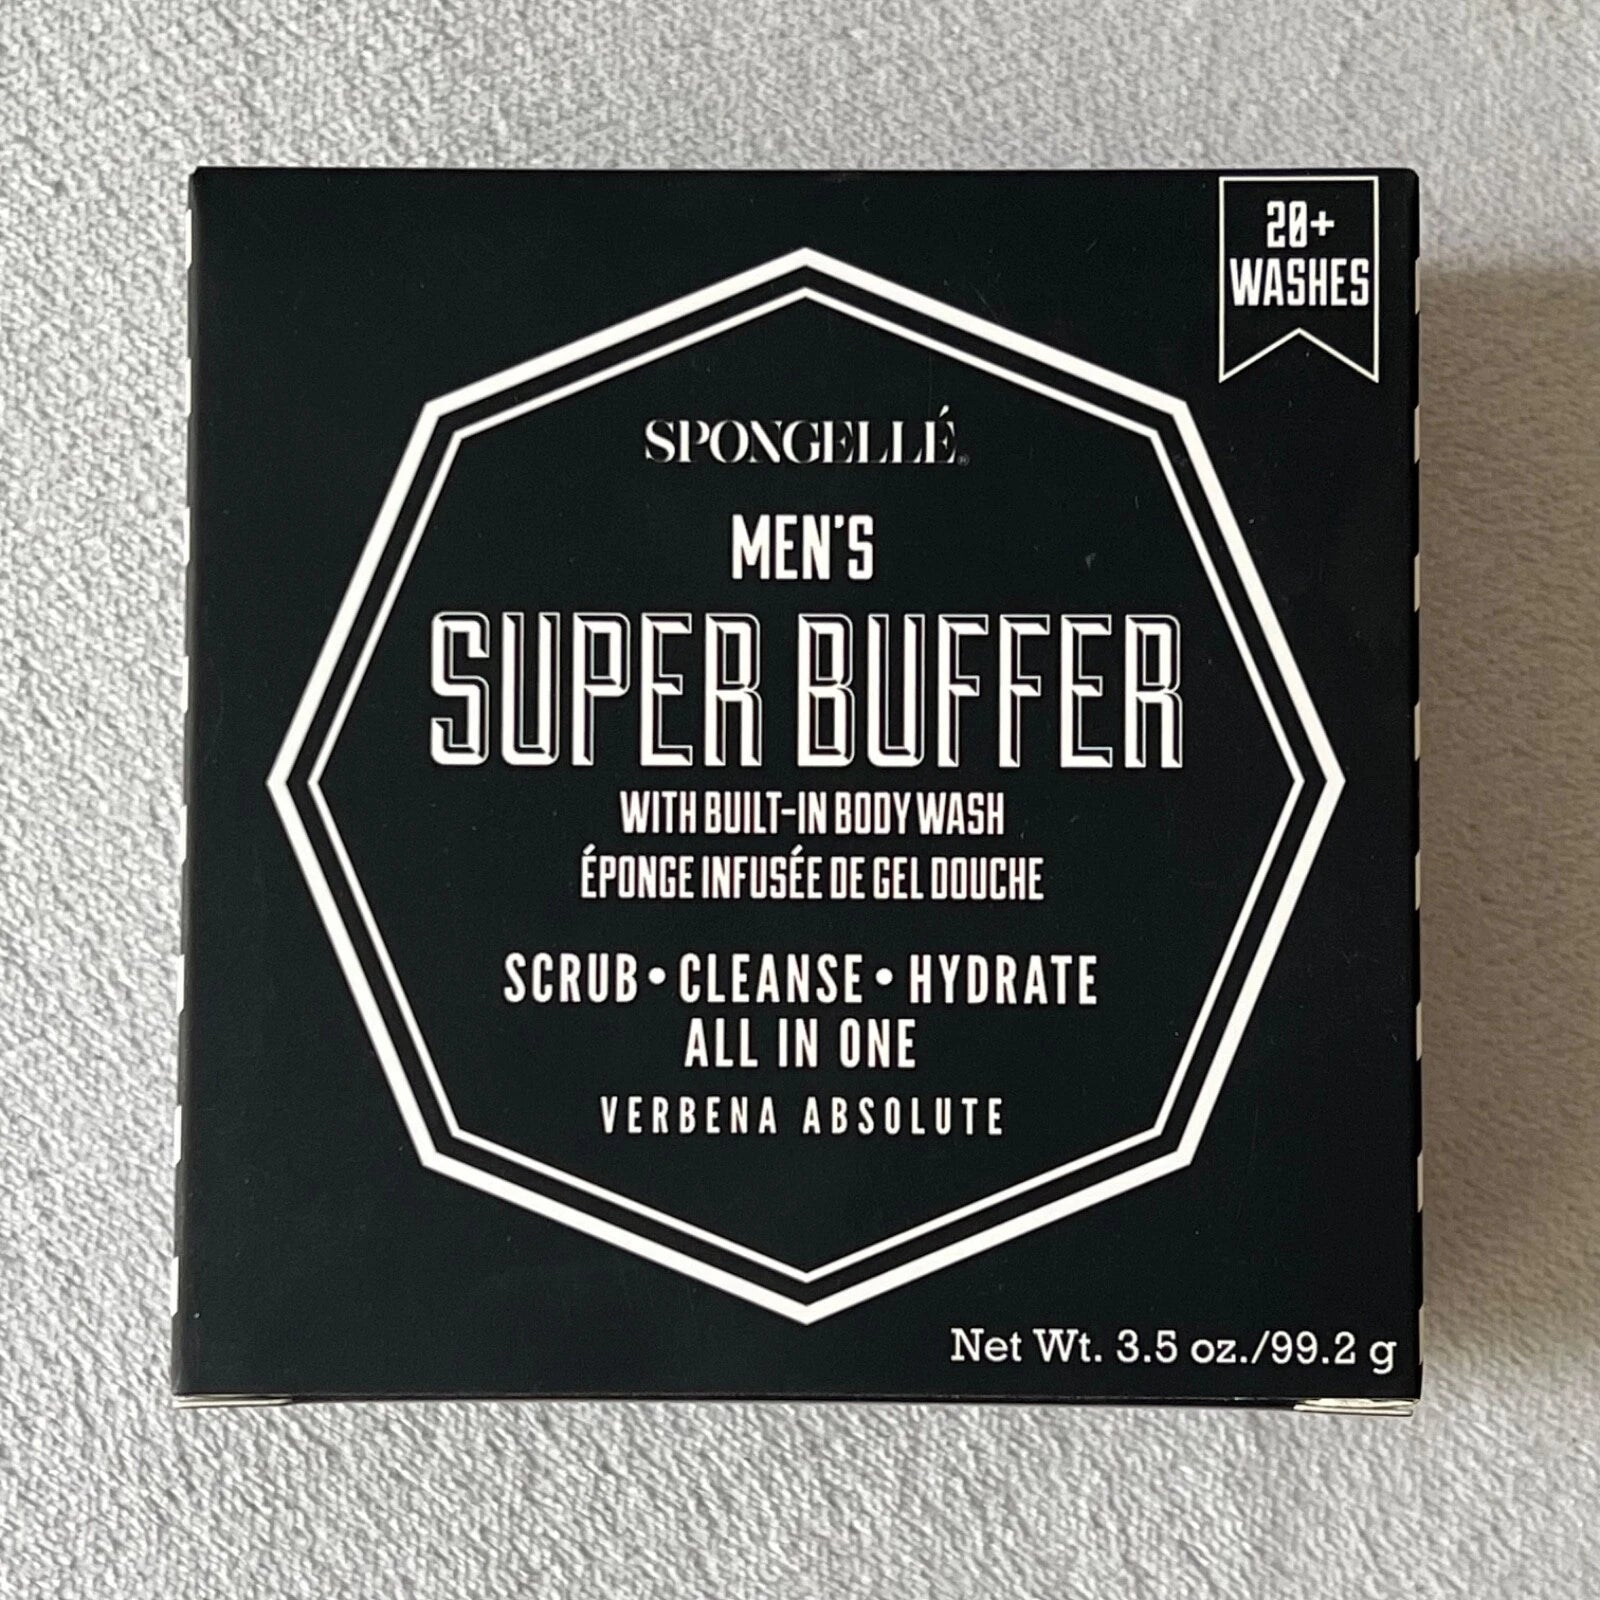 20+
WASHES
SPONGELLÉ®
MEN'S
SUPER BUFFER
WITH BUILT-IN BODY WASH
ÉPONGE INFUSÉE DE GEL DOUCHE
SCRUB • CLEANSE • HYDRATE
ALL IN ONE
VERBENA ABSOLUTE
Net Wt. 3.5 oz./99.2 g